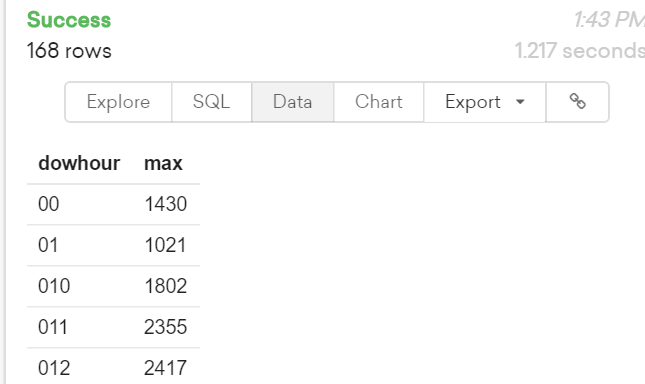 Success 1:43 PM
168 rows 1.217 seconds
Explore SQL Data Chart Export
dowhour max
00 1430
01 1021
010 1802
011 2355
012 2417